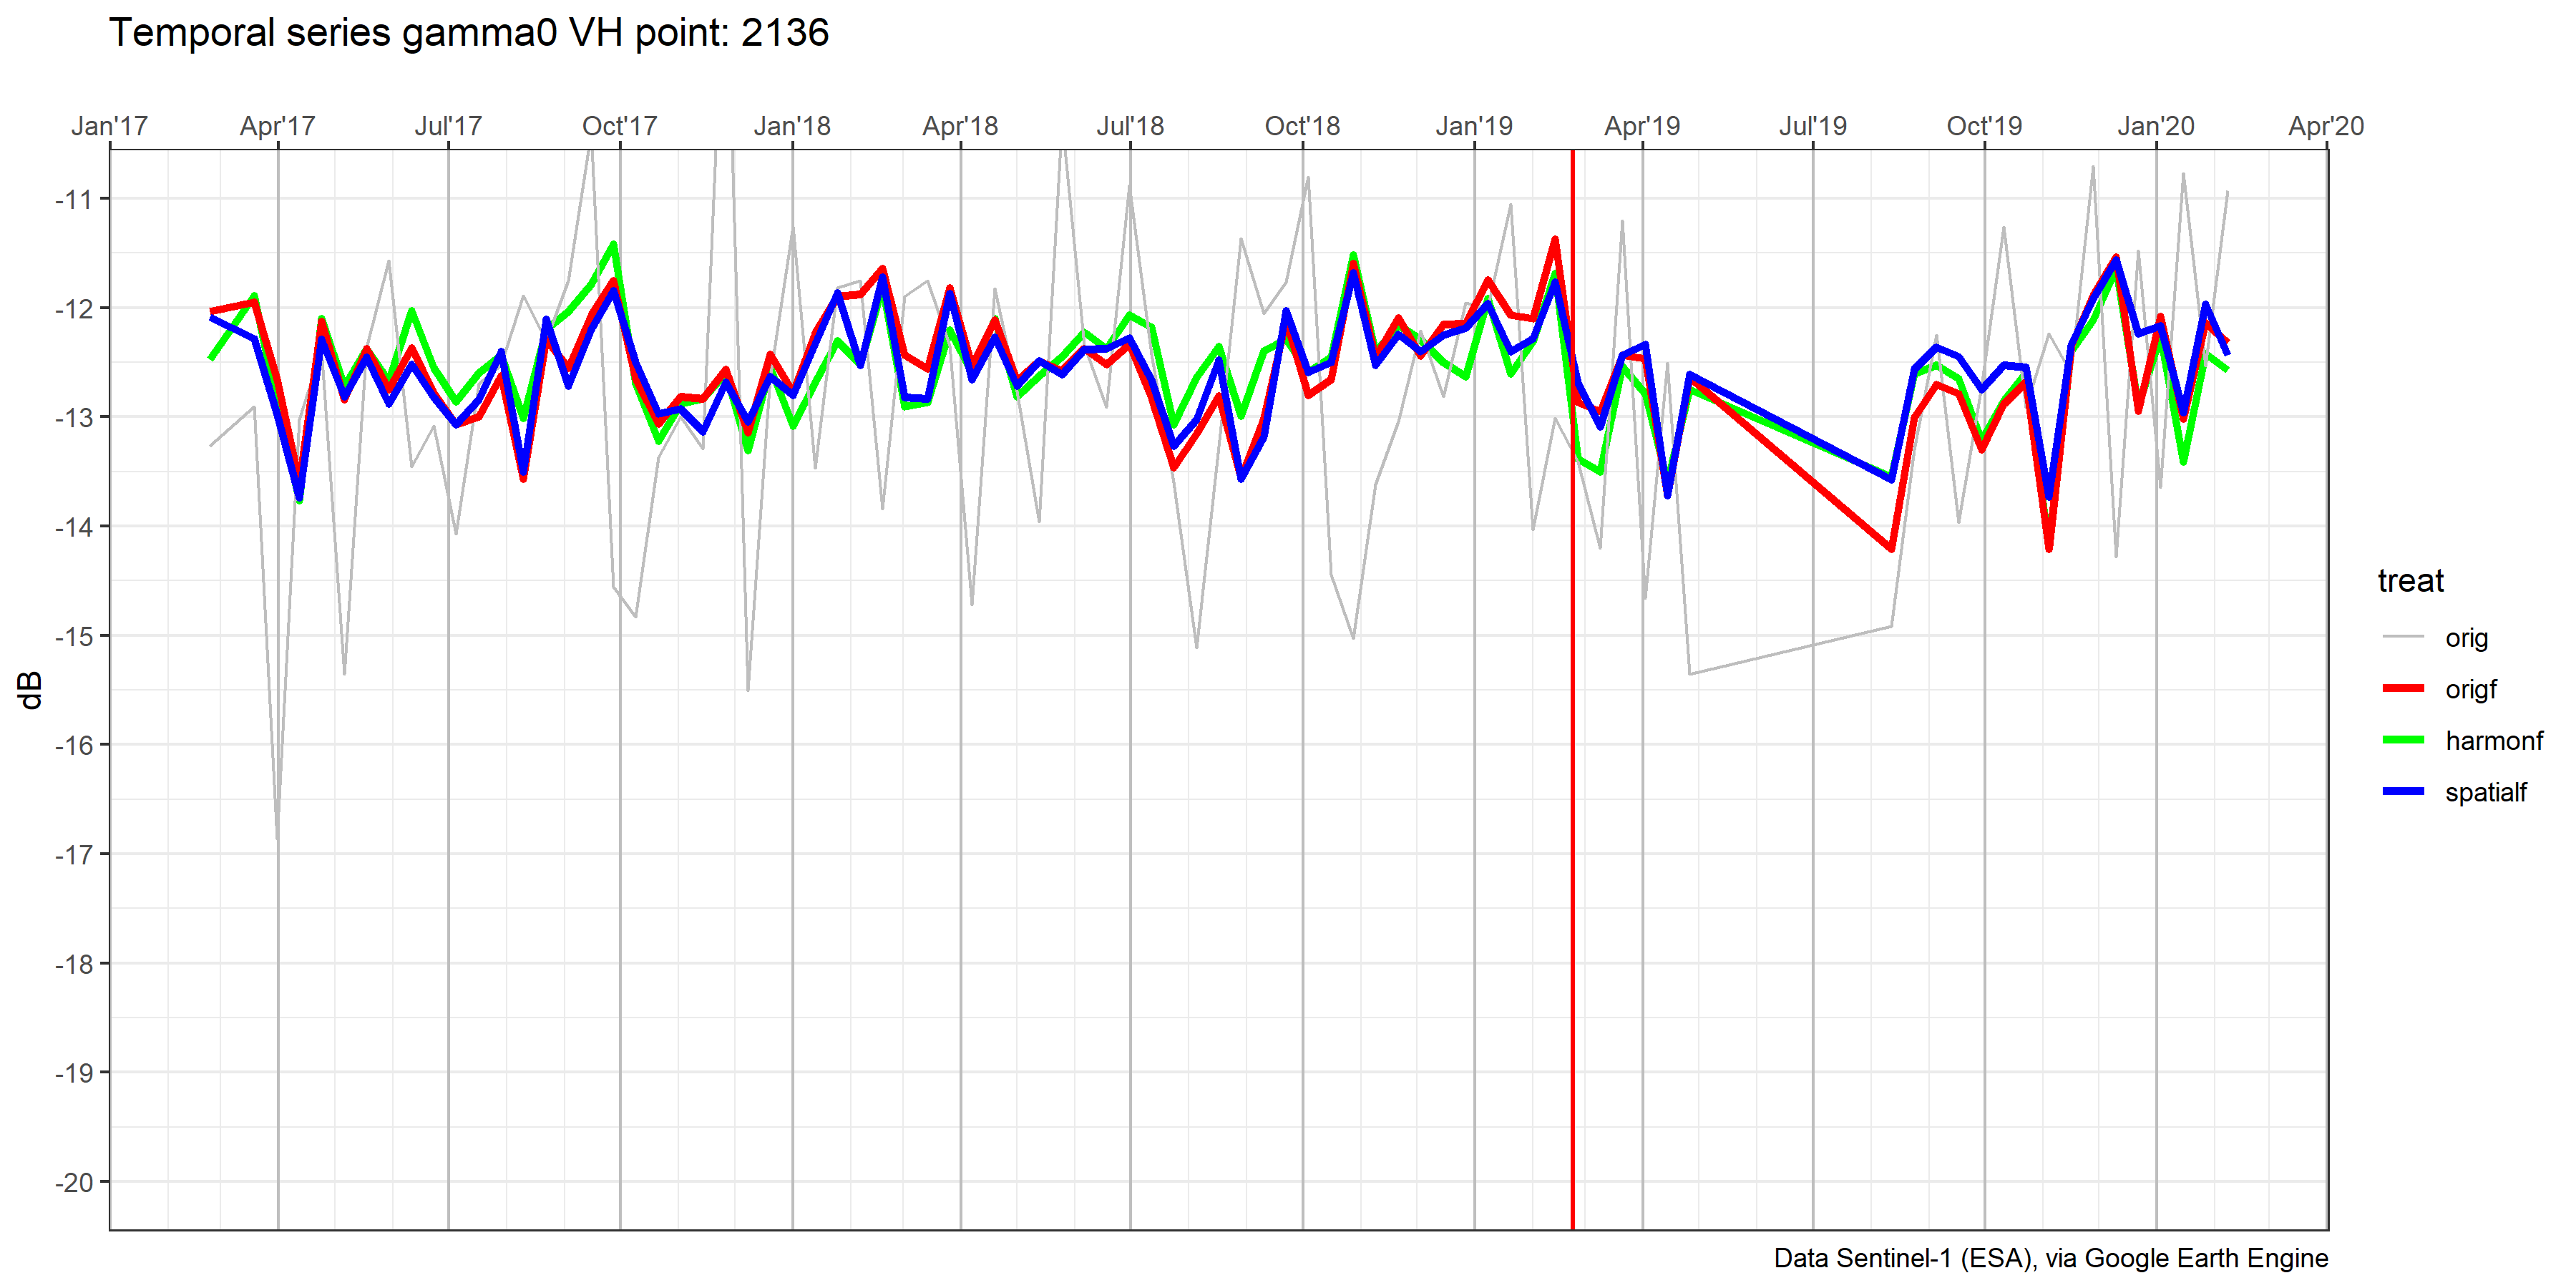 Temporal series gamma0 VH point: 2136
Jan'17 Apr'17 Jul'17 Oct'17 Jan'18 Apr'18 Jul'18 Oct'18 Jan'19 Apr'19 Jul'19 Oct'19 Jan'20 Apr'20
-11
-12
-13
-14
-15
-16
-17
-18
-19
-20
dB
treat
orig
origf
harmonf
spatialf
Data Sentinel-1 (ESA), via Google Earth Engine